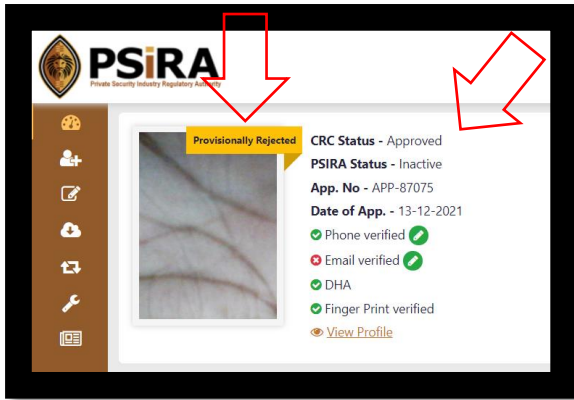 PSiRA
Private Security Industry Regulatory Authority
Provisionally Rejected
CRC Status - Approved
PSIRA Status - Inactive
App. No - APP-87075
Date of App. - 13-12-2021
Phone verified
Email verified
DHA
Finger Print verified
View Profile